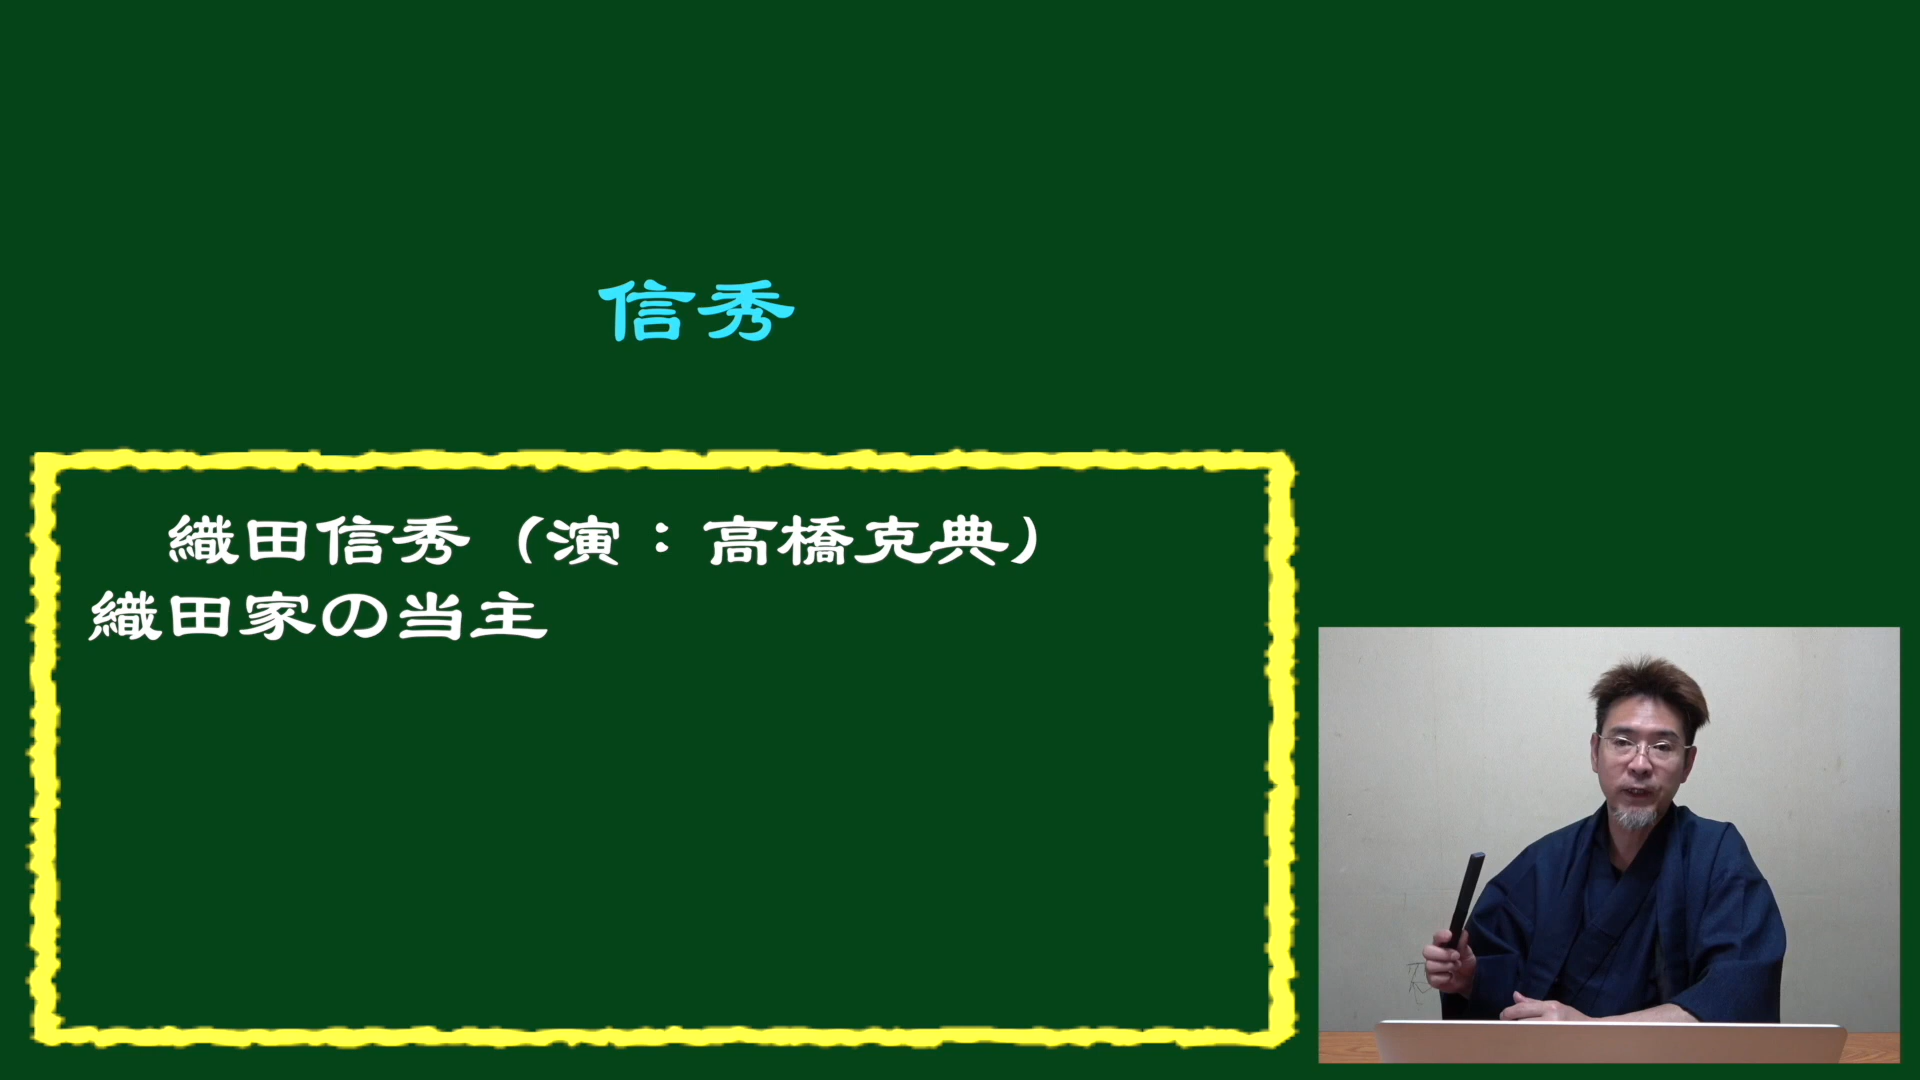 信秀
織田信秀（演：高橋克典）
織田家の当主